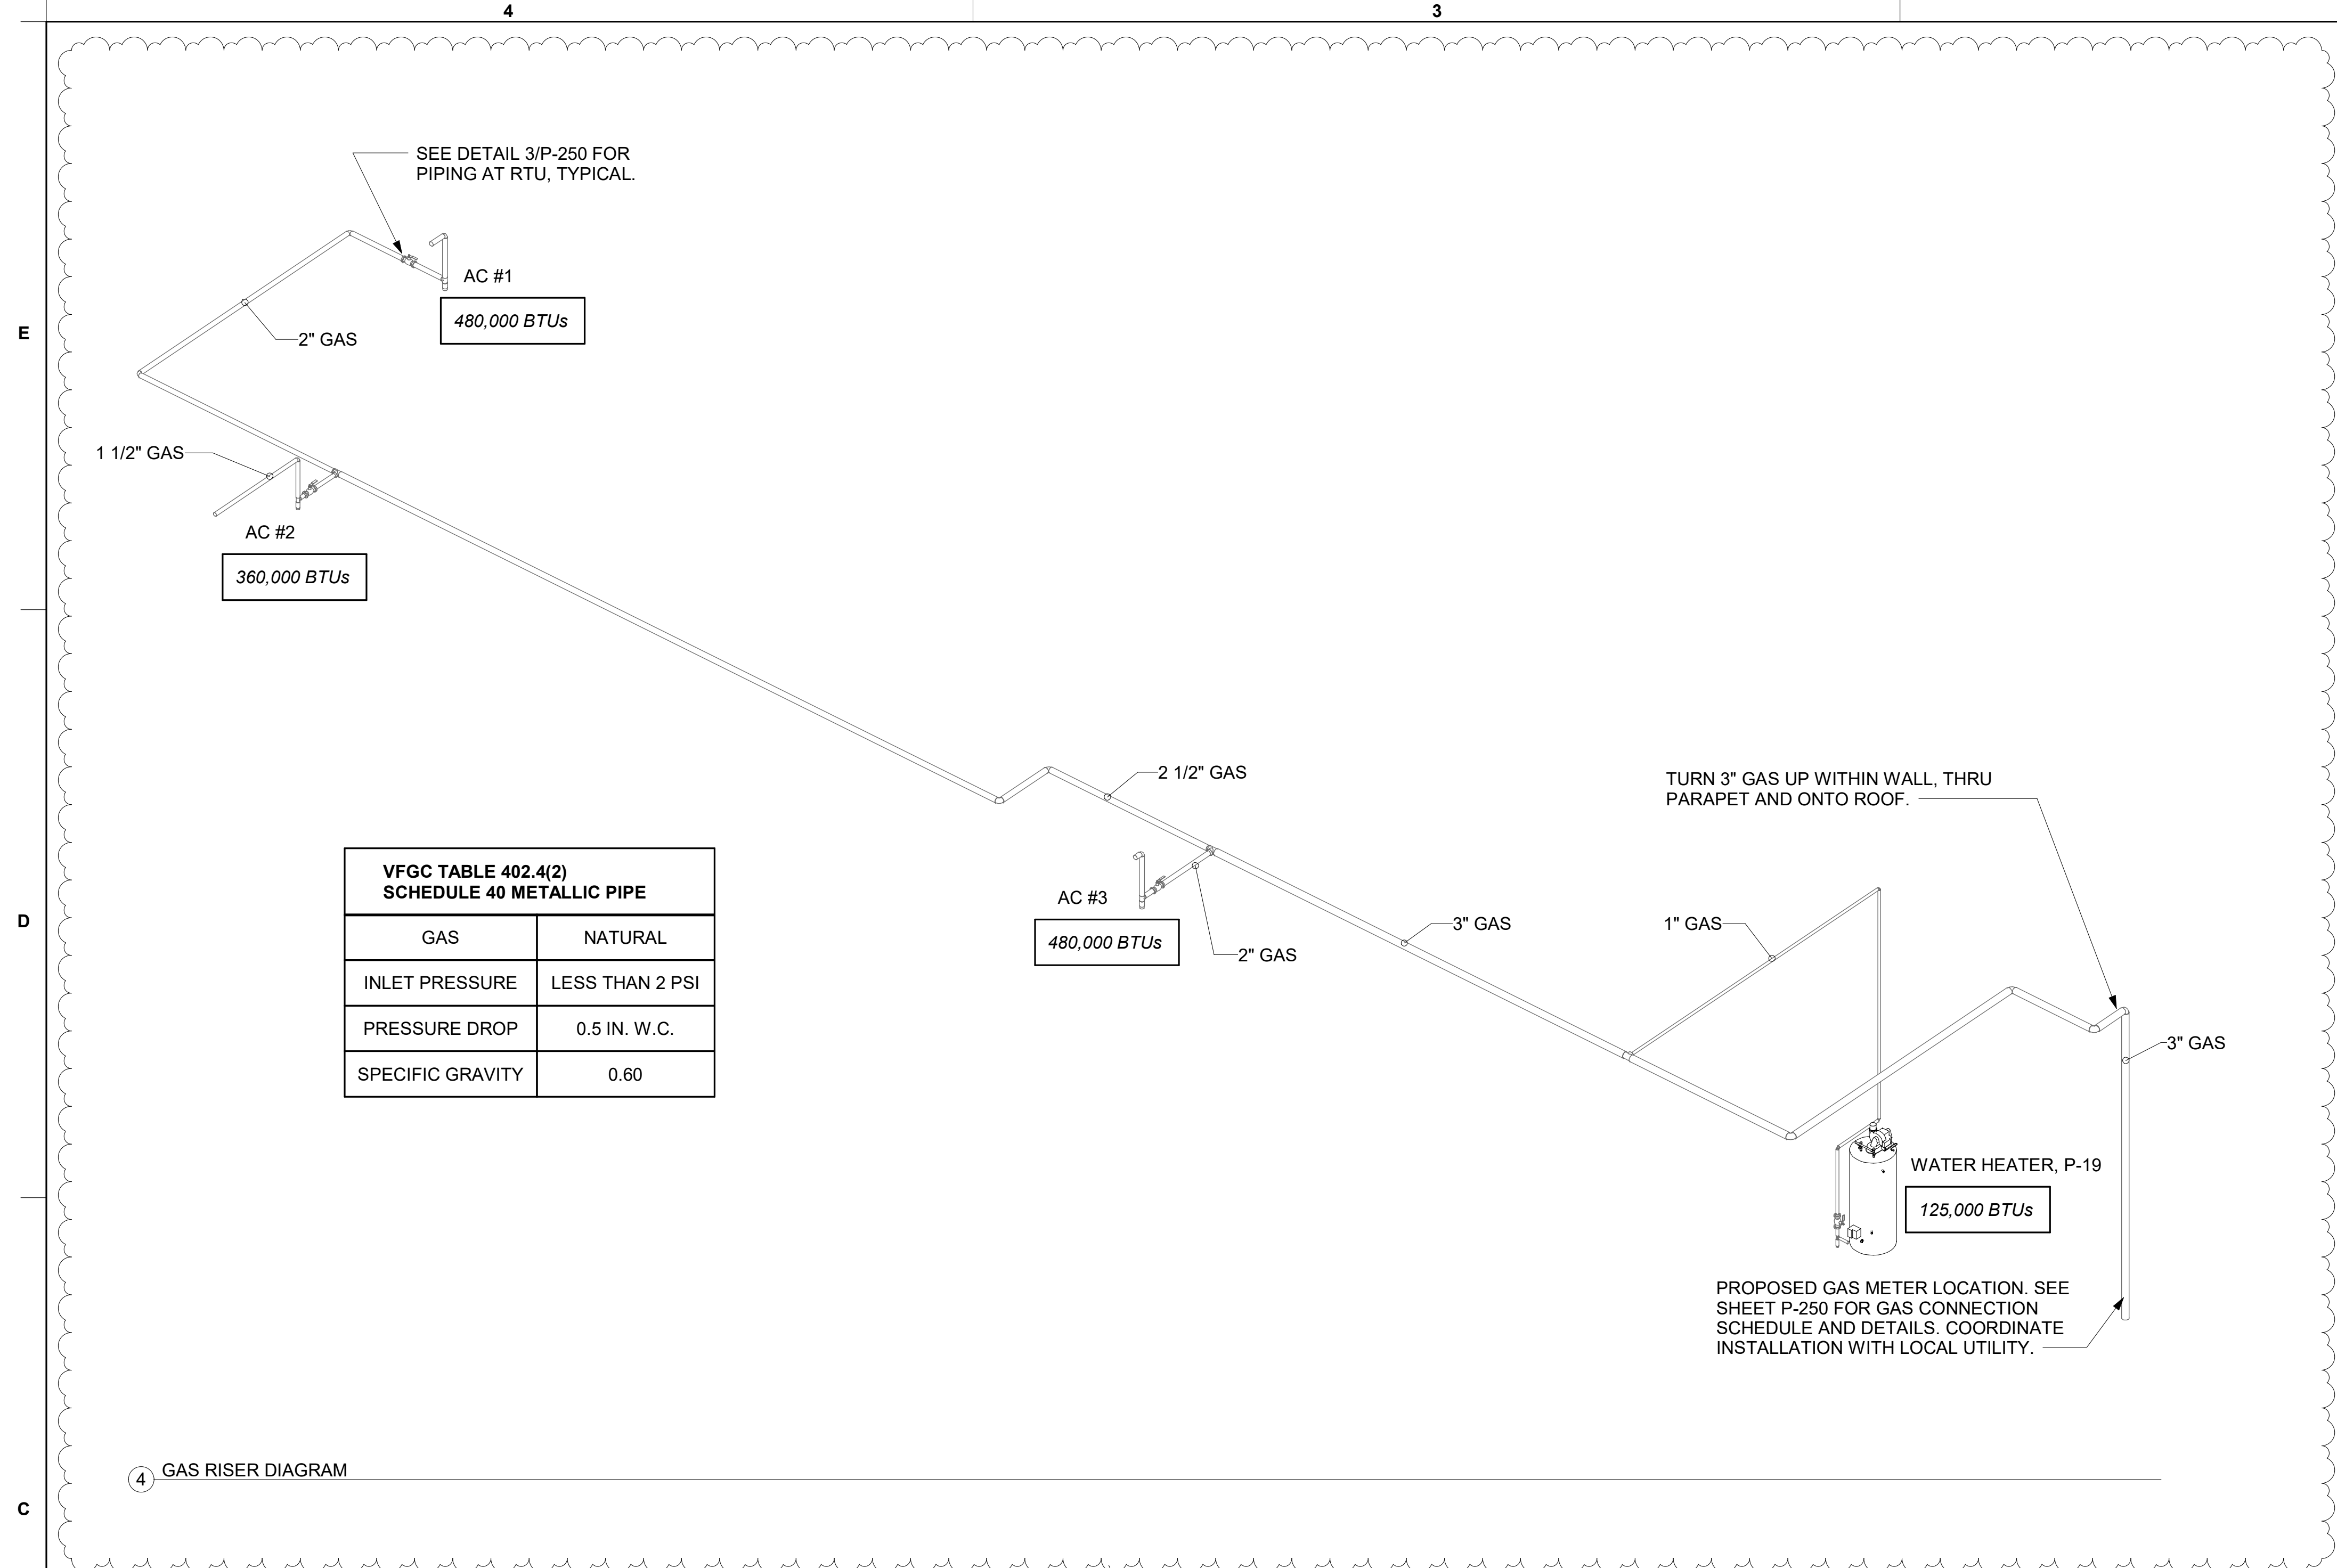 4
3
SEE DETAIL 3/P-250 FOR
PIPING AT RTU, TYPICAL.
AC #1
480,000 BTUs
E
2" GAS
1 1/2" GAS
AC #2
360,000 BTUs
2 1/2" GAS
TURN 3" GAS UP WITHIN WALL, THRU
PARAPET AND ONTO ROOF.
VFGC TABLE 402.4(2)
SCHEDULE 40 METALLIC PIPE
GAS NATURAL
INLET PRESSURE LESS THAN 2 PSI
PRESSURE DROP 0.5 IN. W.C.
SPECIFIC GRAVITY 0.60
D
AC #3
480,000 BTUs
2" GAS
3" GAS
1" GAS
3" GAS
WATER HEATER, P-19
125,000 BTUs
PROPOSED GAS METER LOCATION. SEE
SHEET P-250 FOR GAS CONNECTION
SCHEDULE AND DETAILS. COORDINATE
INSTALLATION WITH LOCAL UTILITY.
4 GAS RISER DIAGRAM
C